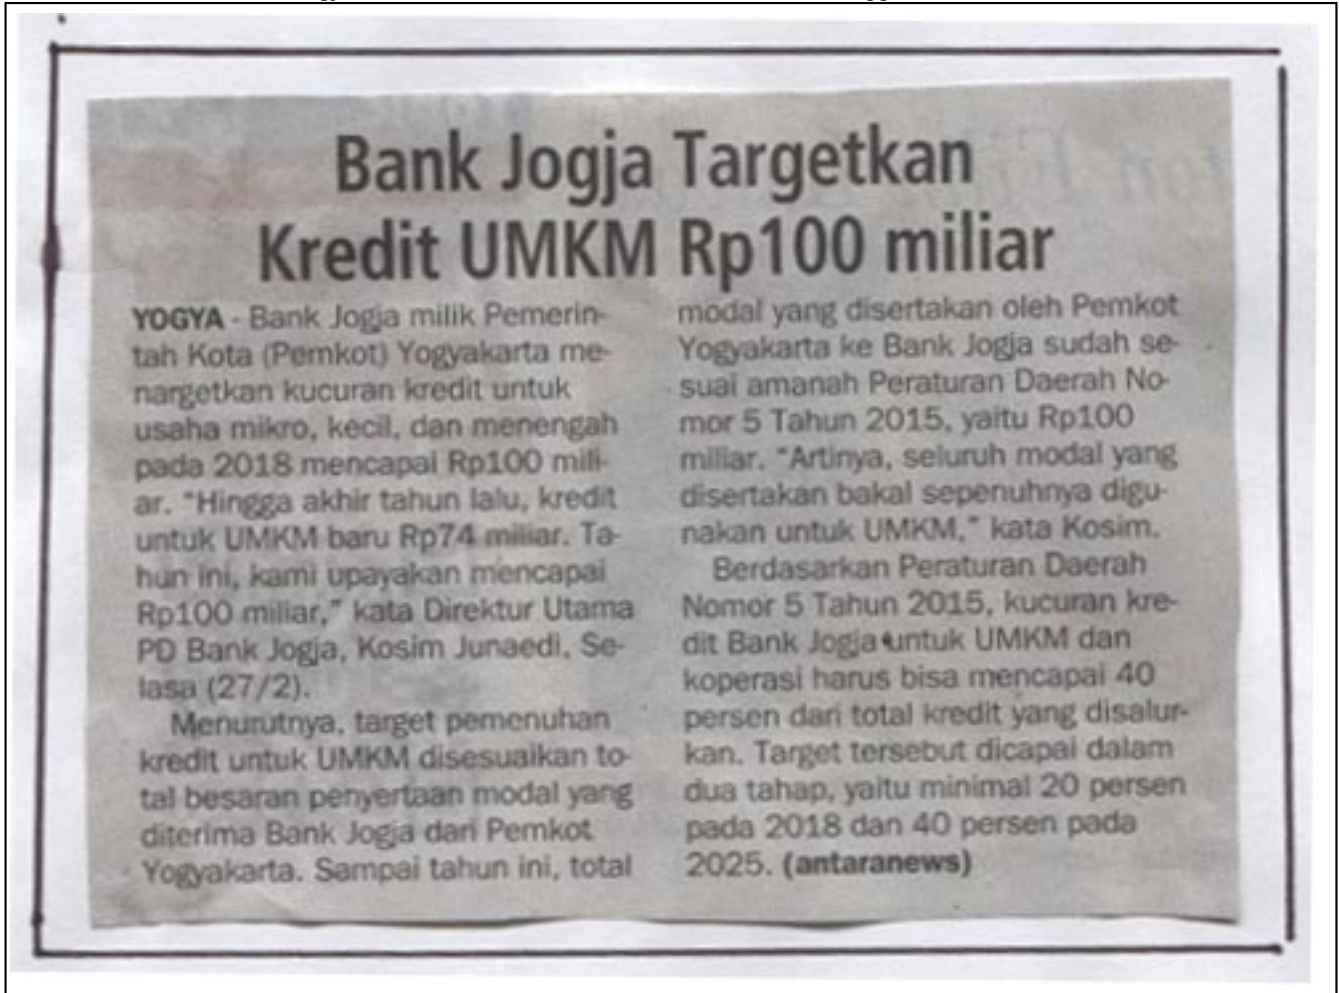 Bank Jogja Targetkan
Kredit UMKM Rp100 miliar
YOGYA - Bank Jogja milik Pemerin-
tah Kota (Pemkot) Yogyakarta me-
nargetkan kucuran kredit untuk
usaha mikro, kecil, dan menengah
pada 2018 mencapai Rp100 mili-
ar. "Hingga akhir tahun lalu, kredit
untuk UMKM baru Rp74 miliar. Ta-
hun ini, kami upayakan mencapai
Rp100 miliar," kata Direktur Utama
PD Bank Jogja, Kosim Junaedi, Se-
lasa (27/2).
Menurutnya, target pemenuhan
kredit untuk UMKM disesuaikan to-
tal besaran penyertaan modal yang
diterima Bank Jogja dari Pemkot
Yogyakarta. Sampai tahun ini, total
modal yang disertakan oleh Pemkot
Yogyakarta ke Bank Jogja sudah se-
suai amanah Peraturan Daerah No-
mor 5 Tahun 2015, yaitu Rp100
miliar. "Artinya, seluruh modal yang
disertakan bakal sepenuhnya digu-
nakan untuk UMKM," kata Kosim.
Berdasarkan Peraturan Daerah
Nomor 5 Tahun 2015, kucuran kre-
dit Bank Jogja untuk UMKM dan
koperasi harus bisa mencapai 40
persen dari total kredit yang disalur-
kan. Target tersebut dicapai dalam
dua tahap, yaitu minimal 20 persen
pada 2018 dan 40 persen pada
2025. (antaranews)